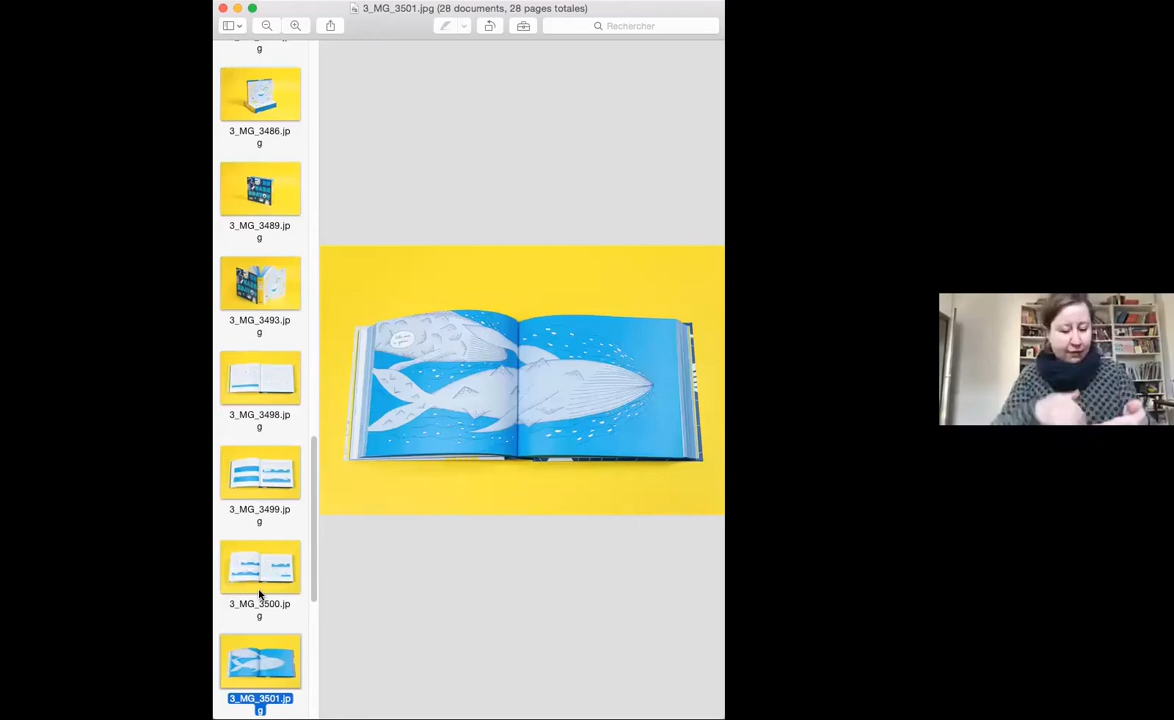 3_MG_3501.jpg (28 documents, 28 pages totales)
Rechercher
g
3_MG_3486.jp
g
3_MG_3489.jp
g
3_MG_3493.jp
g
3_MG_3498.jp
g
3_MG_3499.jp
g
3_MG_3500.jp
g
3_MG_3501.jp
g